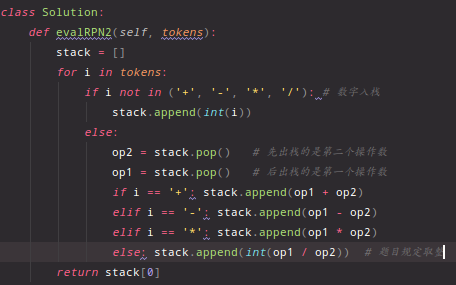 class Solution:
    def evalRPN2(self, tokens):
        stack = []
        for i in tokens:
            if i not in ('+', '-', '*', '/'): # 数字入栈
                stack.append(int(i))
            else:
                op2 = stack.pop()   # 先出栈的是第二个操作数
                op1 = stack.pop()   # 后出栈的是第一个操作数
                if i == '+': stack.append(op1 + op2)
                elif i == '-': stack.append(op1 - op2)
                elif i == '*': stack.append(op1 * op2)
                else: stack.append(int(op1 / op2))  # 题目规定取整
        return stack[0]